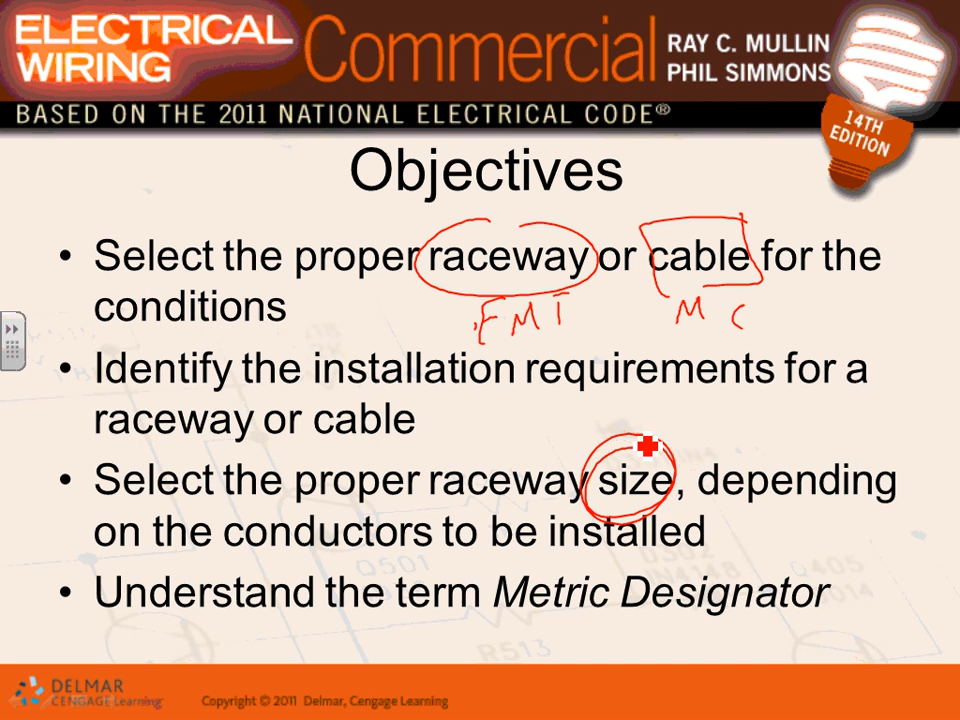 ELECTRICAL
WIRING
Commercial
RAY C. MULLIN
PHIL SIMMONS
BASED ON THE 2011 NATIONAL ELECTRICAL CODE®
14TH
EDITION
Objectives
• Select the proper raceway or cable for the
conditions
EMT
MC
• Identify the installation requirements for a
raceway or cable
• Select the proper raceway size, depending
on the conductors to be installed
• Understand the term Metric Designator
Q501
R513
DELMAR
CENGAGE Learning
Copyright © 2011 Delmar, Cengage Learning